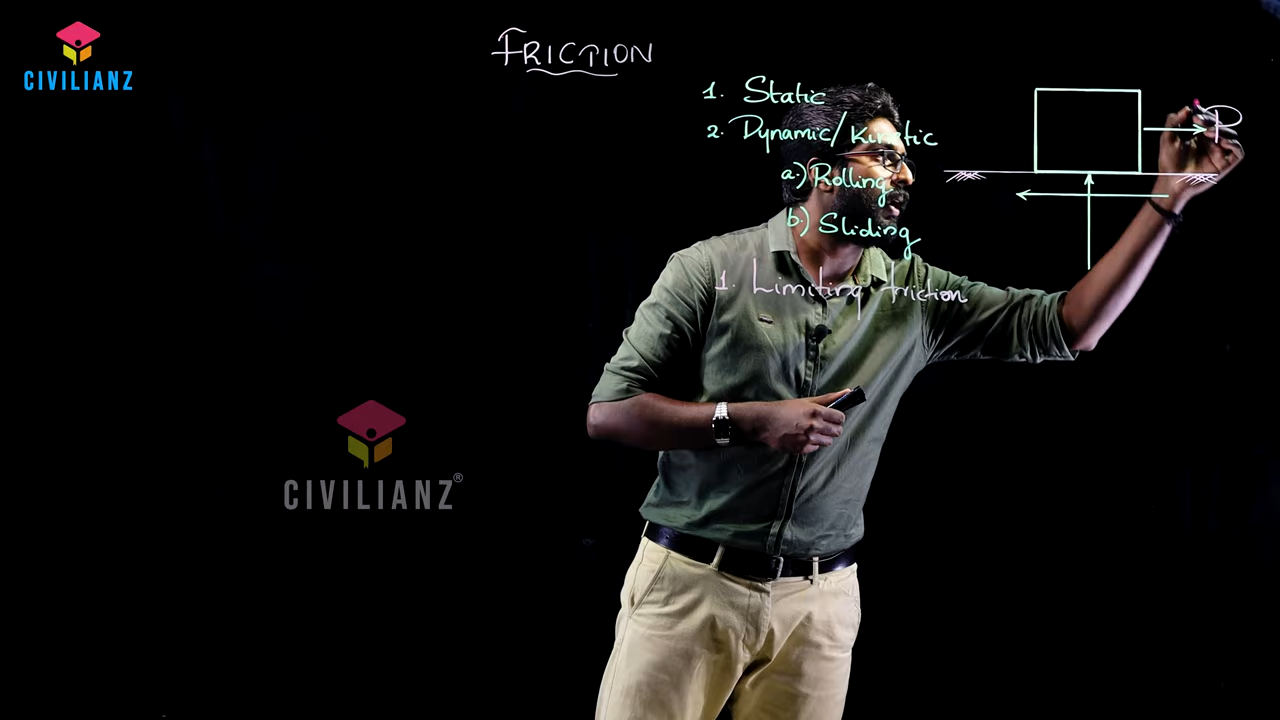 CIVILIANZ
FRICTION
1. Static
2. Dynamic/Kinetic
a.) Rolling
b.) Sliding
1. Limiting friction
P
CIVILIANZ®